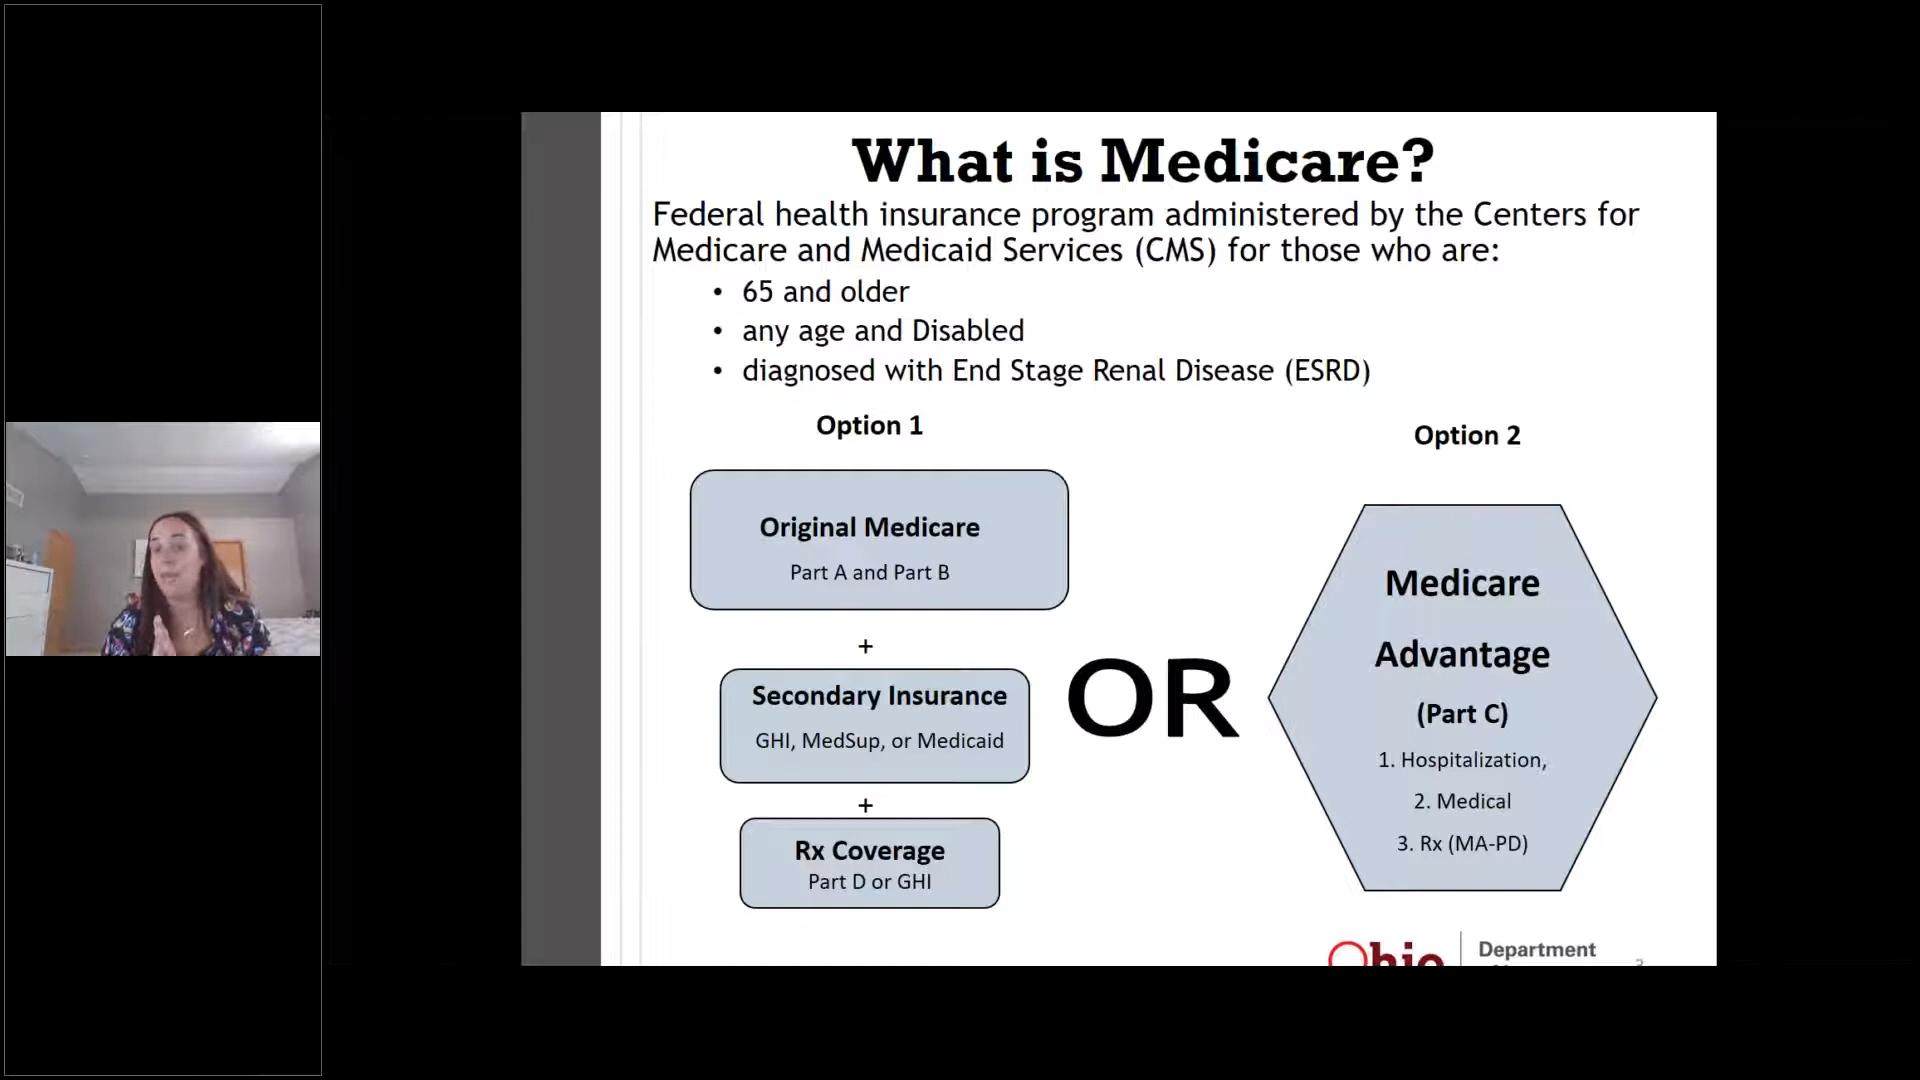 What is Medicare?
Federal health insurance program administered by the Centers for
Medicare and Medicaid Services (CMS) for those who are:
• 65 and older
• any age and Disabled
• diagnosed with End Stage Renal Disease (ESRD)
Option 1
Original Medicare
Part A and Part B
+
Secondary Insurance
GHI, MedSup, or Medicaid
+
Rx Coverage
Part D or GHI
OR
Option 2
Medicare
Advantage
(Part C)
1. Hospitalization,
2. Medical
3. Rx (MA-PD)
Ohio
Department